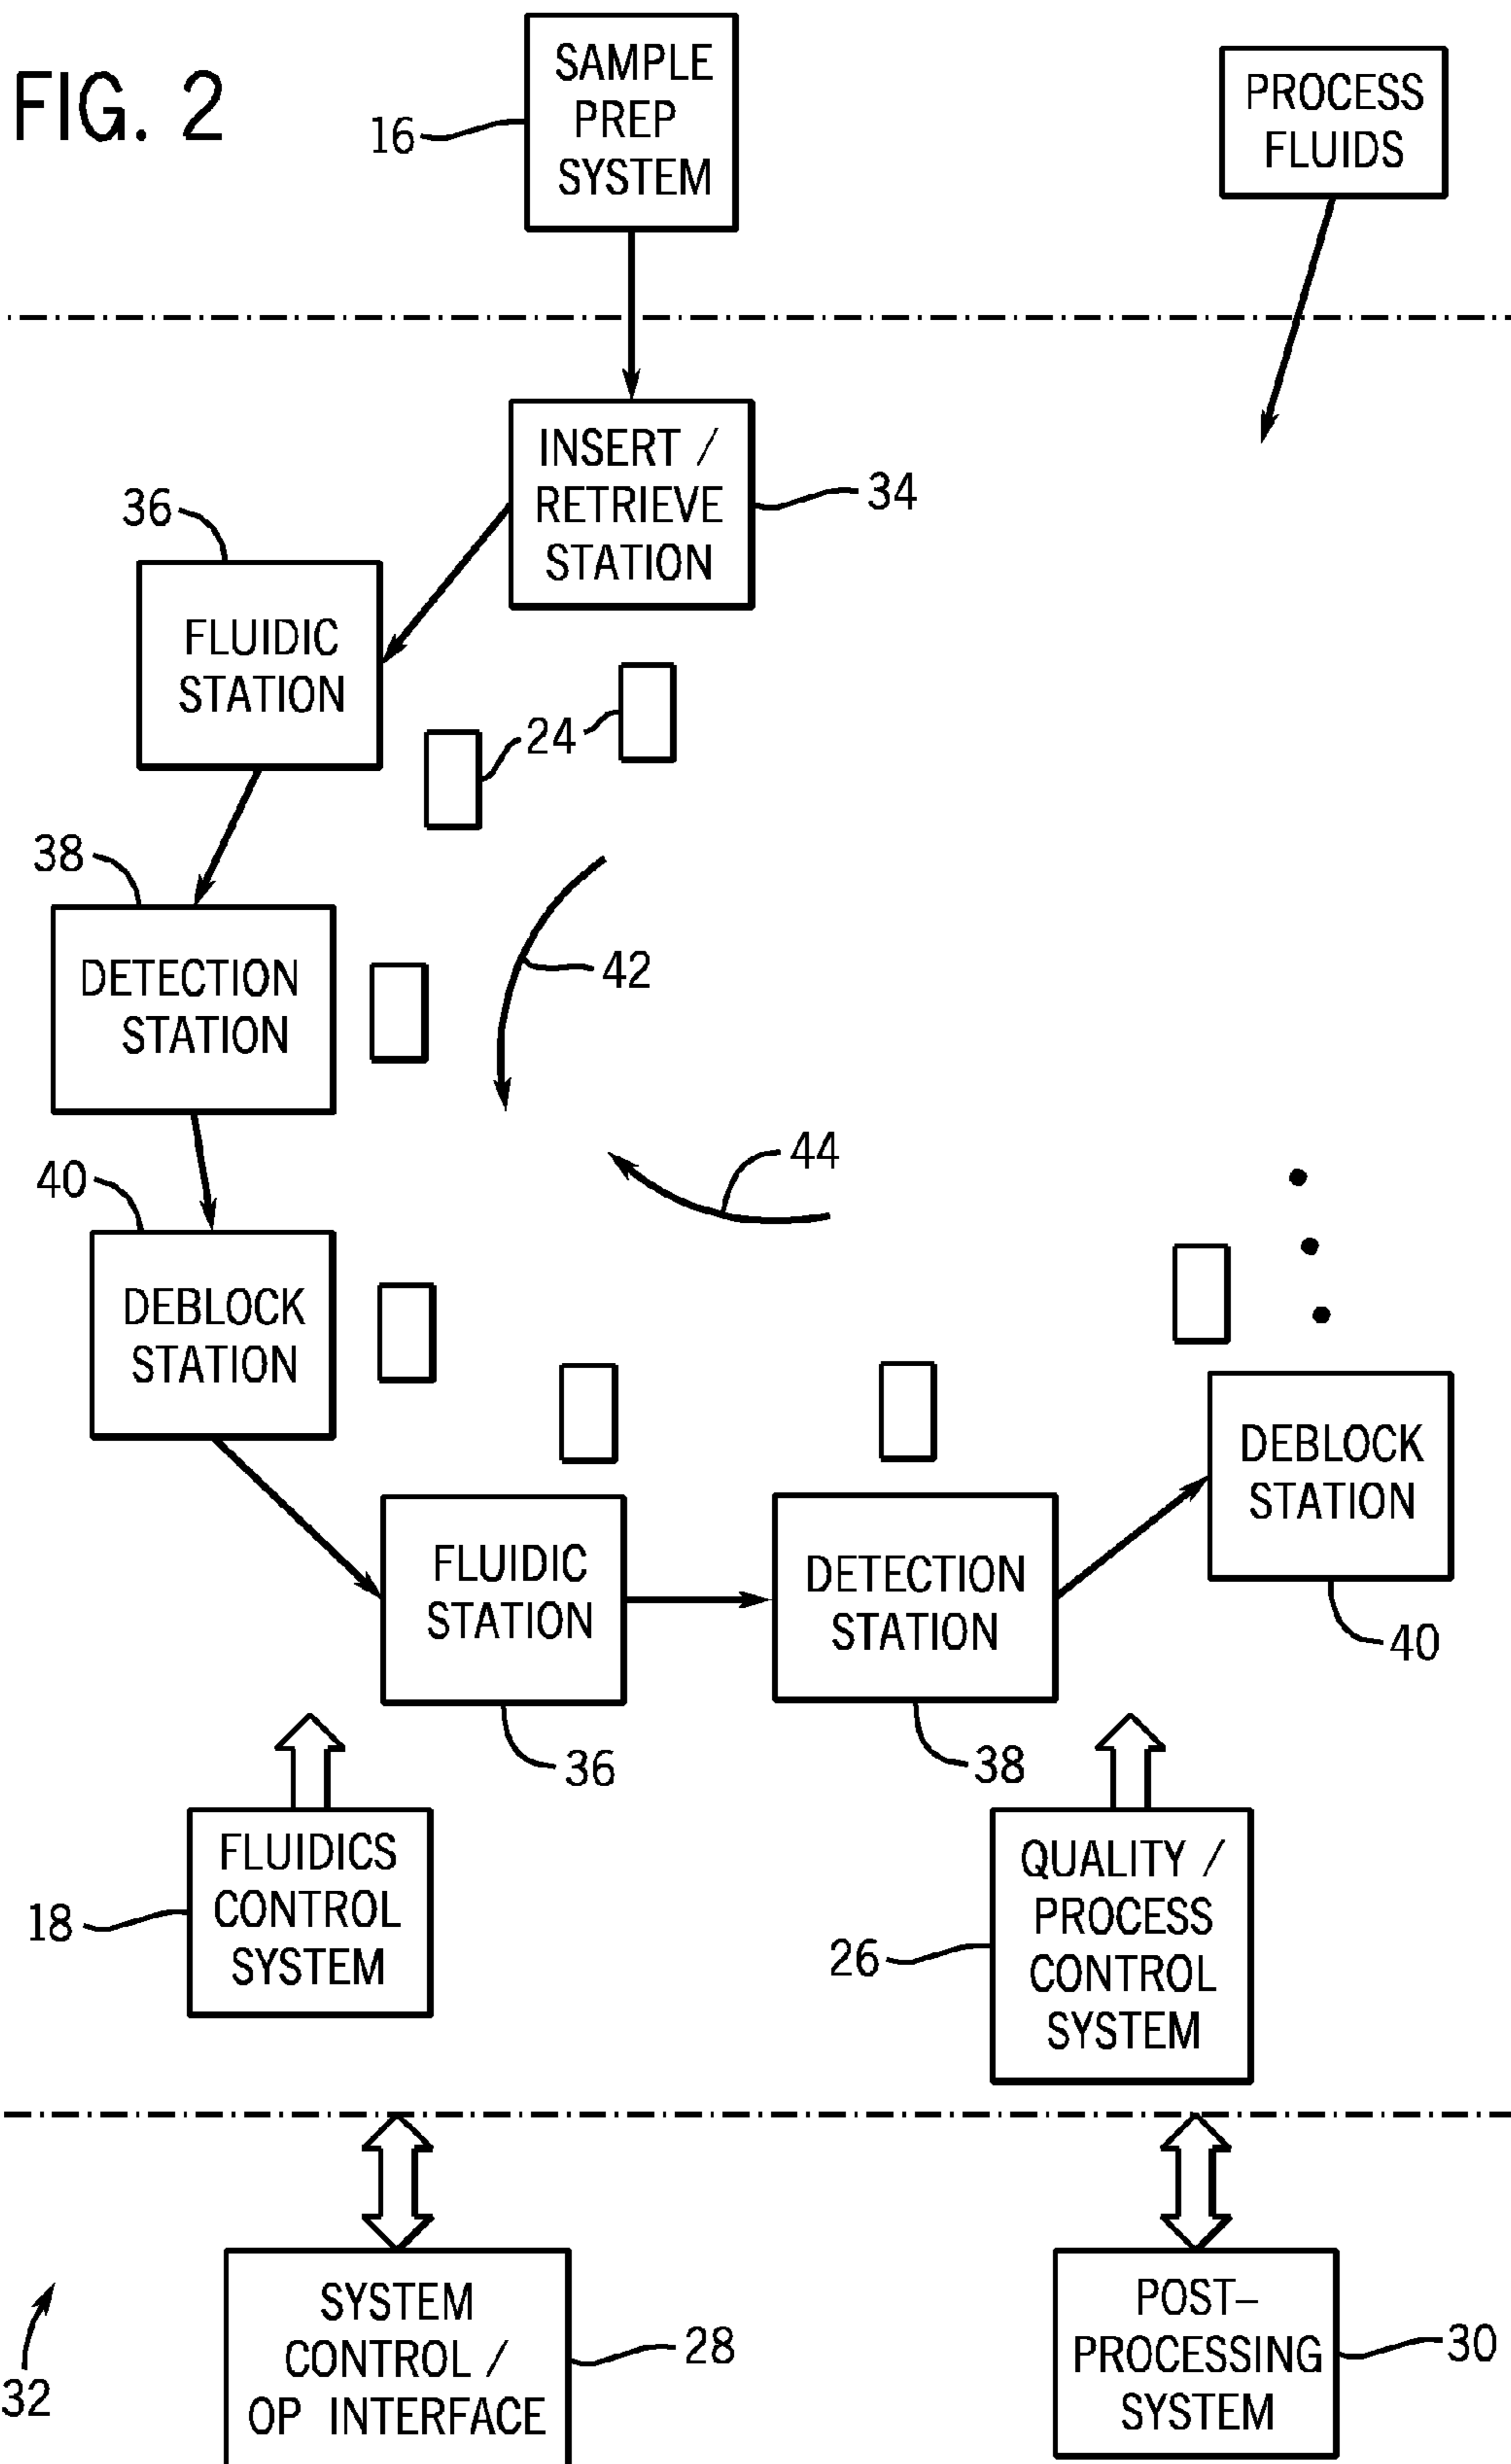 FIG. 2
16
SAMPLE
PREP
SYSTEM
PROCESS
FLUIDS
INSERT /
RETRIEVE
STATION
34
36
FLUIDIC
STATION
24
38
DETECTION
STATION
42
44
40
DEBLOCK
STATION
FLUIDIC
STATION
36
DETECTION
STATION
38
DEBLOCK
STATION
40
18
FLUIDICS
CONTROL
SYSTEM
26
QUALITY /
PROCESS
CONTROL
SYSTEM
32
SYSTEM
CONTROL /
OP INTERFACE
28
POST–
PROCESSING
SYSTEM
30